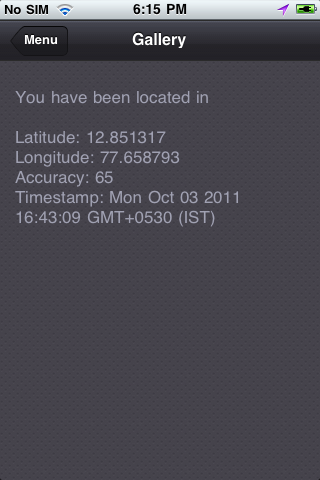 No SIM 6:15 PM
Menu Gallery
You have been located in
Latitude: 12.851317
Longitude: 77.658793
Accuracy: 65
Timestamp: Mon Oct 03 2011
16:43:09 GMT+0530 (IST)